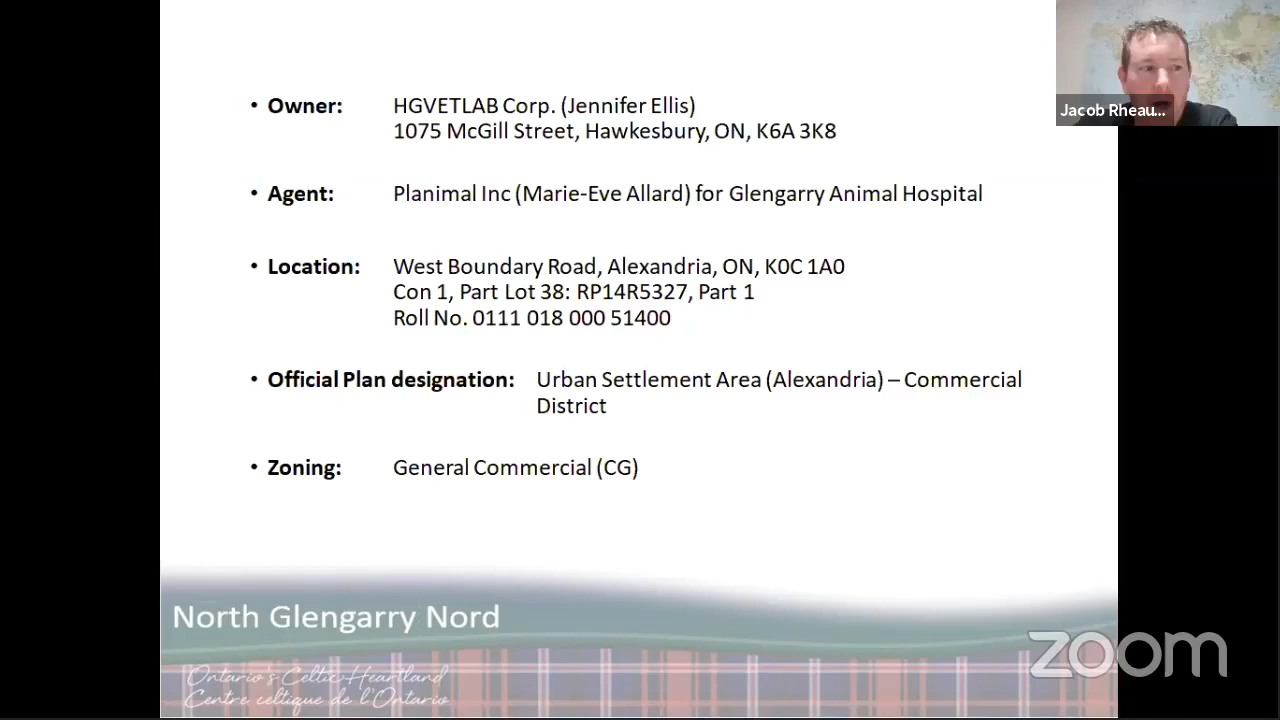 • Owner: HGVETLAB Corp. (Jennifer Ellis)
1075 McGill Street, Hawkesbury, ON, K6A 3K8
• Agent: Planimal Inc (Marie-Eve Allard) for Glengarry Animal Hospital
• Location: West Boundary Road, Alexandria, ON, K0C 1A0
Con 1, Part Lot 38: RP14R5327, Part 1
Roll No. 0111 018 000 51400
• Official Plan designation: Urban Settlement Area (Alexandria) – Commercial
District
• Zoning: General Commercial (CG)
Jacob Rheau...
North Glengarry Nord
Ontario's Celtic Heartland
Centre celtique de l'Ontario
zoom